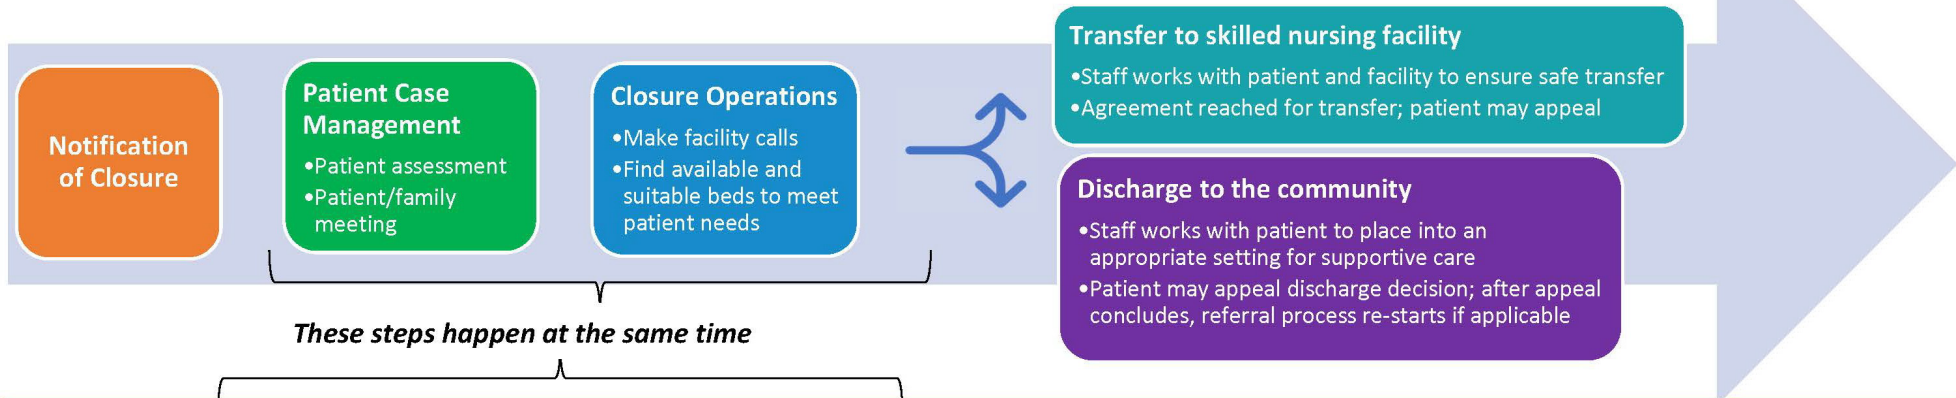 Notification
of Closure
Patient Case
Management
•Patient assessment
•Patient/family
meeting
Closure Operations
•Make facility calls
•Find available and
suitable beds to meet
patient needs
These steps happen at the same time
Transfer to skilled nursing facility
•Staff works with patient and facility to ensure safe transfer
•Agreement reached for transfer; patient may appeal
Discharge to the community
•Staff works with patient to place into an
appropriate setting for supportive care
•Patient may appeal discharge decision; after appeal
concludes, referral process re-starts if applicable